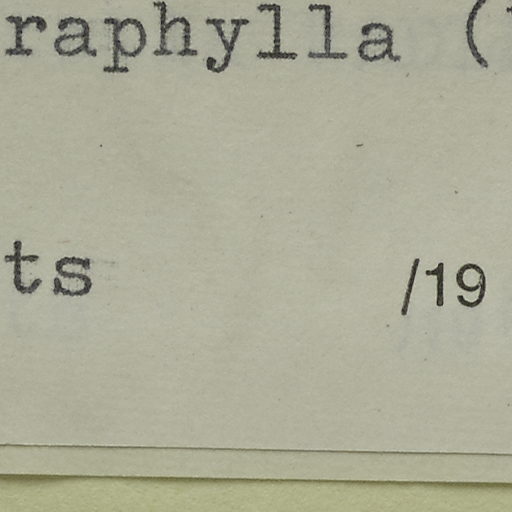 raphylla (
ts /19